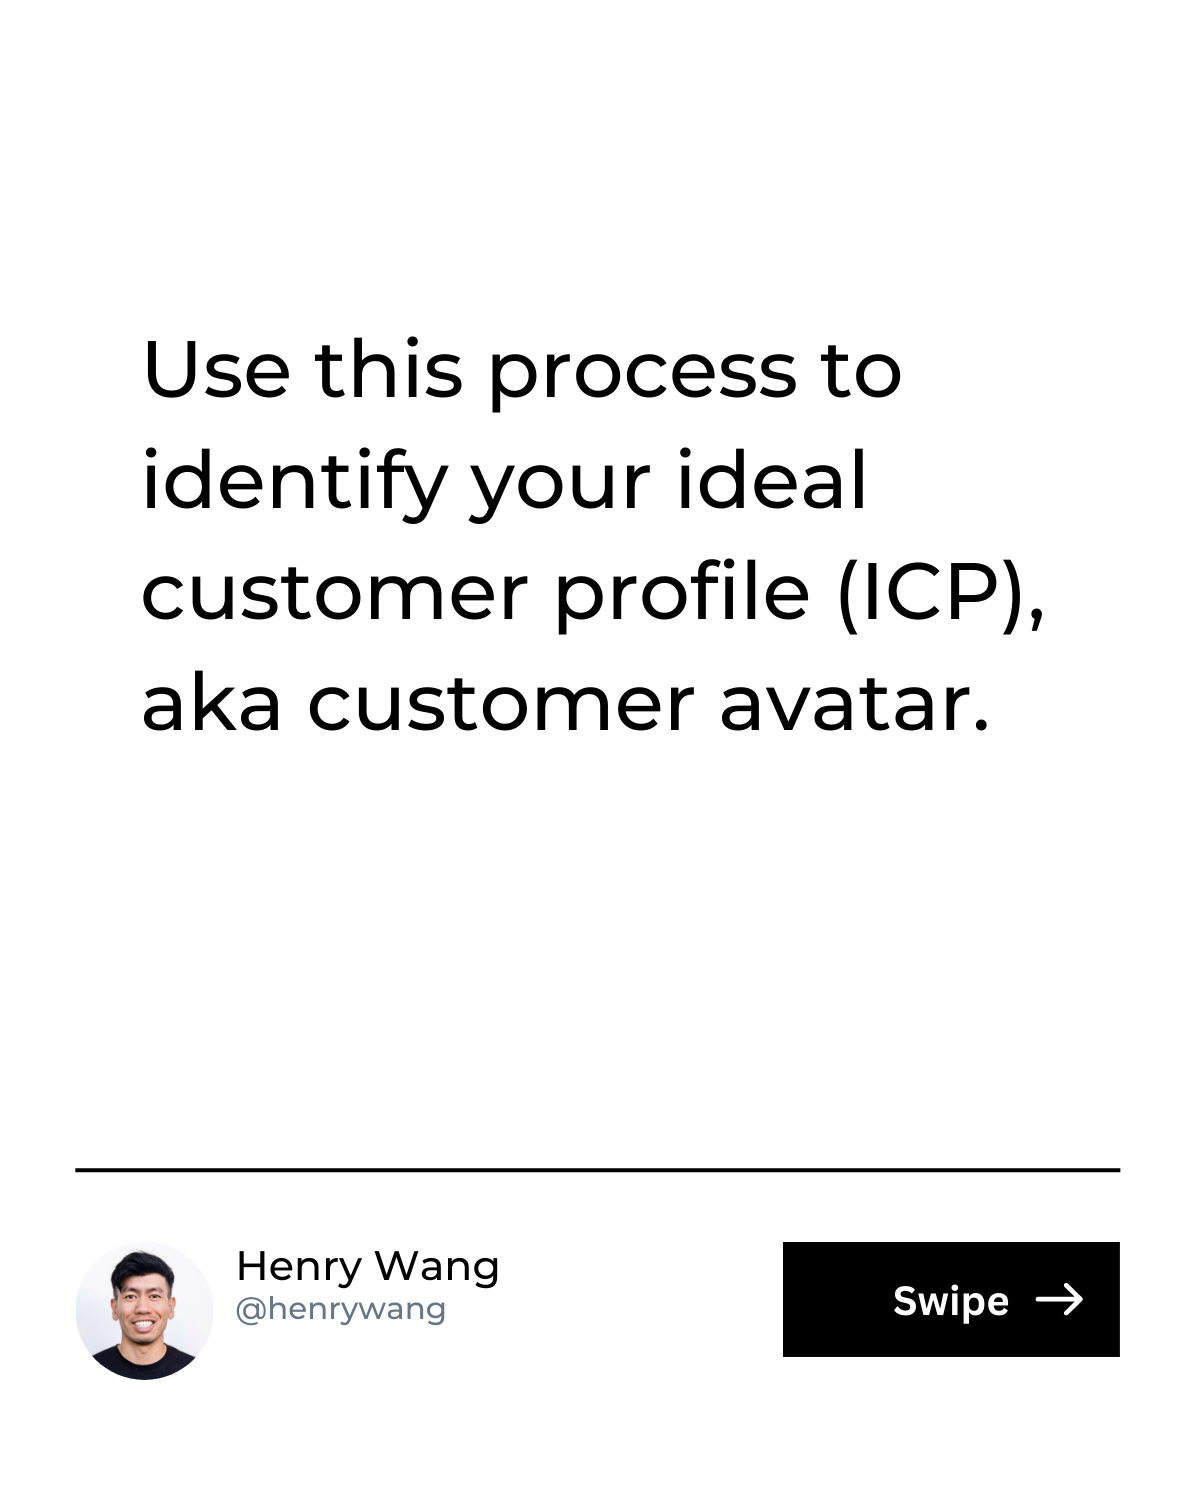 Use this process to
identify your ideal
customer profile (ICP),
aka customer avatar.
Henry Wang
@henrywang
Swipe